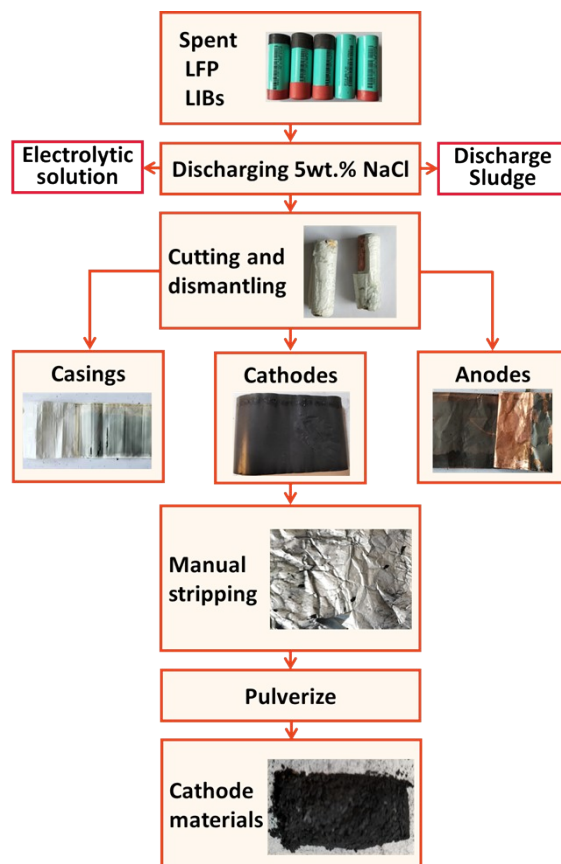 Spent
LFP
LIBs
Electrolytic
solution
Discharging 5wt.% NaCl
Discharge
Sludge
Cutting and
dismantling
Casings
Cathodes
Anodes
Manual
stripping
Pulverize
Cathode
materials